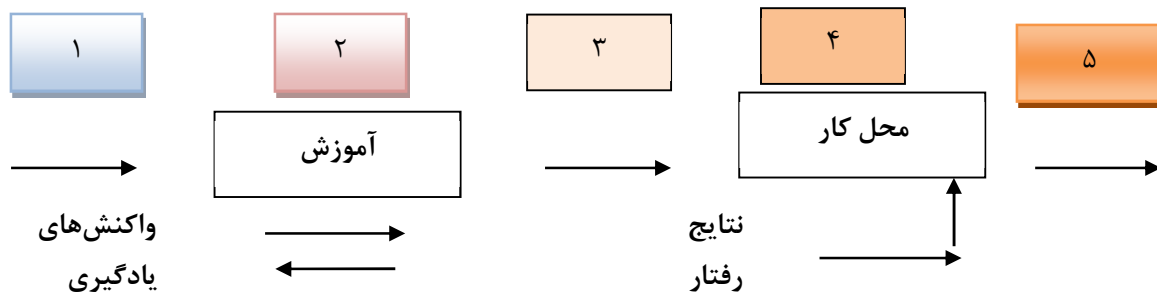 ۱
۲
۳
۴
۵
آموزش
محل کار
واکنش‌های
یادگیری
نتایج
رفتار